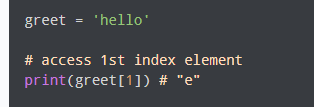 greet = 'hello'
# access 1st index element
print(greet[1]) # "e"